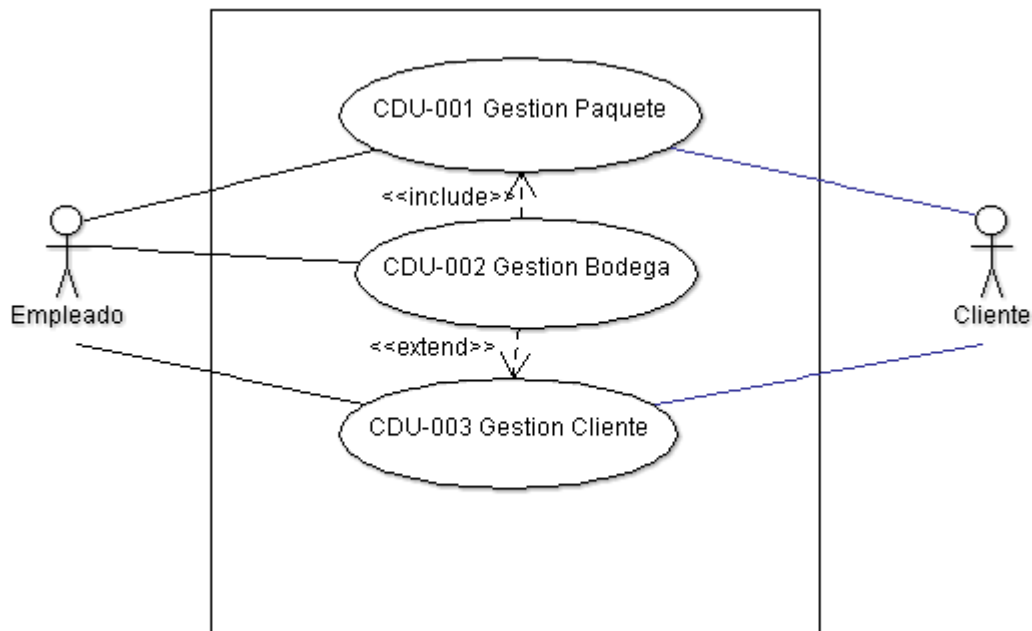 CDU-001 Gestion Paquete
<<include>>
CDU-002 Gestion Bodega
Empleado
Cliente
<<extend>>
CDU-003 Gestion Cliente